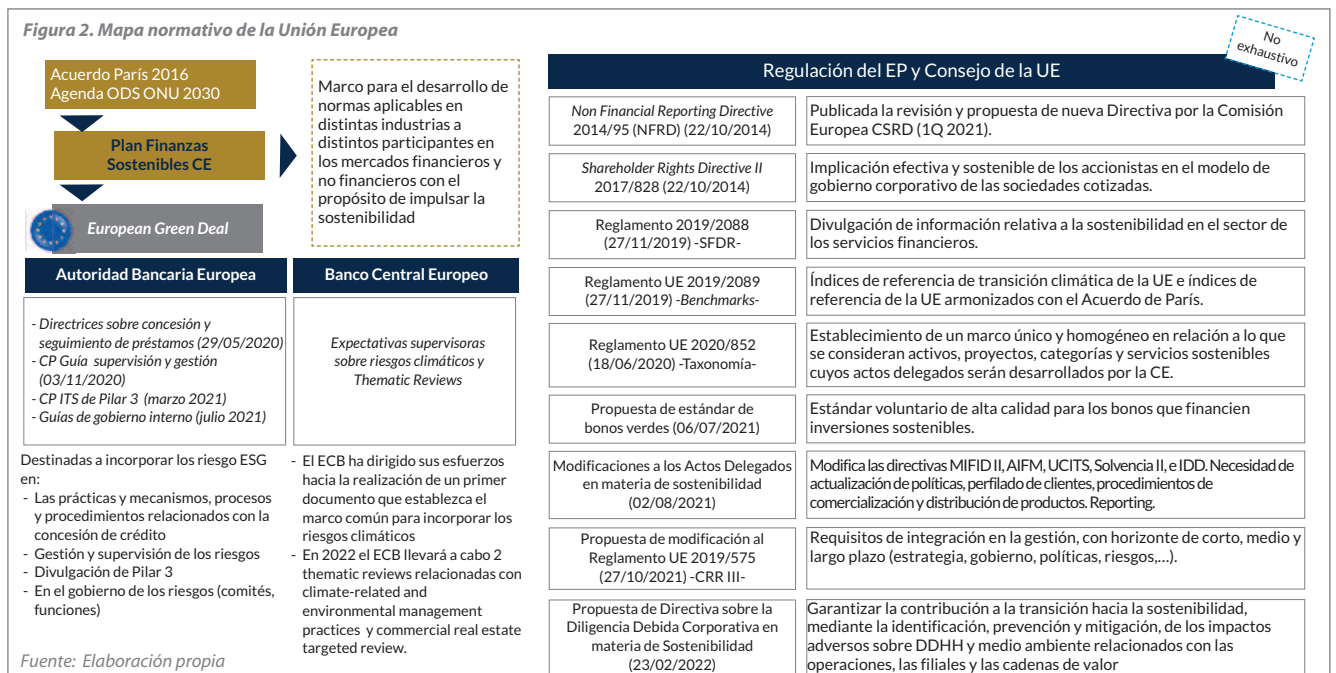 Figura 2. Mapa normativo de la Unión Europea
No
exhaustivo
Acuerdo París 2016
Agenda ODS ONU 2030
Plan Finanzas
Sostenibles CE
European Green Deal
Marco para el desarrollo de
normas aplicables en
distintas industrias a
distintos participantes en
los mercados financieros y
no financieros con el
propósito de impulsar la
sostenibilidad
Autoridad Bancaria Europea
- Directrices sobre concesión y
seguimiento de préstamos (29/05/2020)
- CP Guía supervisión y gestión
(03/11/2020)
- CP ITS de Pilar 3 (marzo 2021)
- Guías de gobierno interno (julio 2021)
Destinadas a incorporar los riesgo ESG
en:
- Las prácticas y mecanismos, procesos
y procedimientos relacionados con la
concesión de crédito
- Gestión y supervisión de los riesgos
- Divulgación de Pilar 3
- En el gobierno de los riesgos (comités,
funciones)
Banco Central Europeo
Expectativas supervisoras
sobre riesgos climáticos y
Thematic Reviews
- El ECB ha dirigido sus esfuerzos
hacia la realización de un primer
documento que establezca el
marco común para incorporar los
riesgos climáticos
- En 2022 el ECB llevará a cabo 2
thematic reviews relacionadas con
climate-related and
environmental management
practices y commercial real estate
targeted review.
Regulación del EP y Consejo de la UE
Non Financial Reporting Directive
2014/95 (NFRD) (22/10/2014)
Publicada la revisión y propuesta de nueva Directiva por la Comisión
Europea CSRD (1Q 2021).
Shareholder Rights Directive II
2017/828 (22/10/2014)
Implicación efectiva y sostenible de los accionistas en el modelo de
gobierno corporativo de las sociedades cotizadas.
Reglamento 2019/2088
(27/11/2019) -SFDR-
Divulgación de información relativa a la sostenibilidad en el sector de
los servicios financieros.
Reglamento UE 2019/2089
(27/11/2019) -Benchmarks-
Índices de referencia de transición climática de la UE e índices de
referencia de la UE armonizados con el Acuerdo de París.
Reglamento UE 2020/852
(18/06/2020) -Taxonomía-
Establecimiento de un marco único y homogéneo en relación a lo que
se consideran activos, proyectos, categorías y servicios sostenibles
cuyos actos delegados serán desarrollados por la CE.
Propuesta de estándar de
bonos verdes (06/07/2021)
Estándar voluntario de alta calidad para los bonos que financien
inversiones sostenibles.
Modificaciones a los Actos Delegados
en materia de sostenibilidad
(02/08/2021)
Modifica las directivas MIFID II, AIFM, UCITS, Solvencia II, e IDD. Necesidad de
actualización de políticas, perfilado de clientes, procedimientos de
comercialización y distribución de productos. Reporting.
Propuesta de modificación al
Reglamento UE 2019/575
(27/10/2021) -CRR III-
Requisitos de integración en la gestión, con horizonte de corto, medio y
largo plazo (estrategia, gobierno, políticas, riesgos,...).
Propuesta de Directiva sobre la
Diligencia Debida Corporativa en
materia de Sostenibilidad
(23/02/2022)
Garantizar la contribución a la transición hacia la sostenibilidad,
mediante la identificación, prevención y mitigación, de los impactos
adversos sobre DDHH y medio ambiente relacionados con las
operaciones, las filiales y las cadenas de valor
Fuente: Elaboración propia